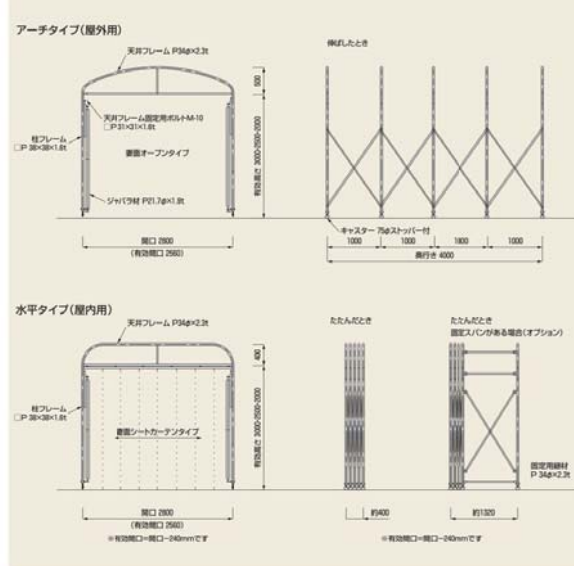 アーチタイプ(屋外用)
天井フレーム P34φ×2.3t
伸ばしたとき
500
天井フレーム固定用ボルトM-10
□P 31×31×1.6t
柱フレーム
□P 38×38×1.6t
妻面オープンタイプ
有効高さ 3000・2500・2000
ジャバラ材 P21.7φ×1.9t
キャスター 75φストッパー付
間口 2800
(有効間口 2560)
1000 1000 1000 1000
奥行き 4000
水平タイプ(屋内用)
天井フレーム P34φ×2.3t
たたんだとき
たたんだとき
固定スパンがある場合(オプション)
400
柱フレーム
□P 38×38×1.6t
妻面シートカーテンタイプ
有効高さ 3000・2500・2000
固定用継材
P 34φ×2.3t
間口 2800
(有効間口 2560)
約400
約1320
※有効間口=間口-240mmです
※有効間口=間口-240mmです